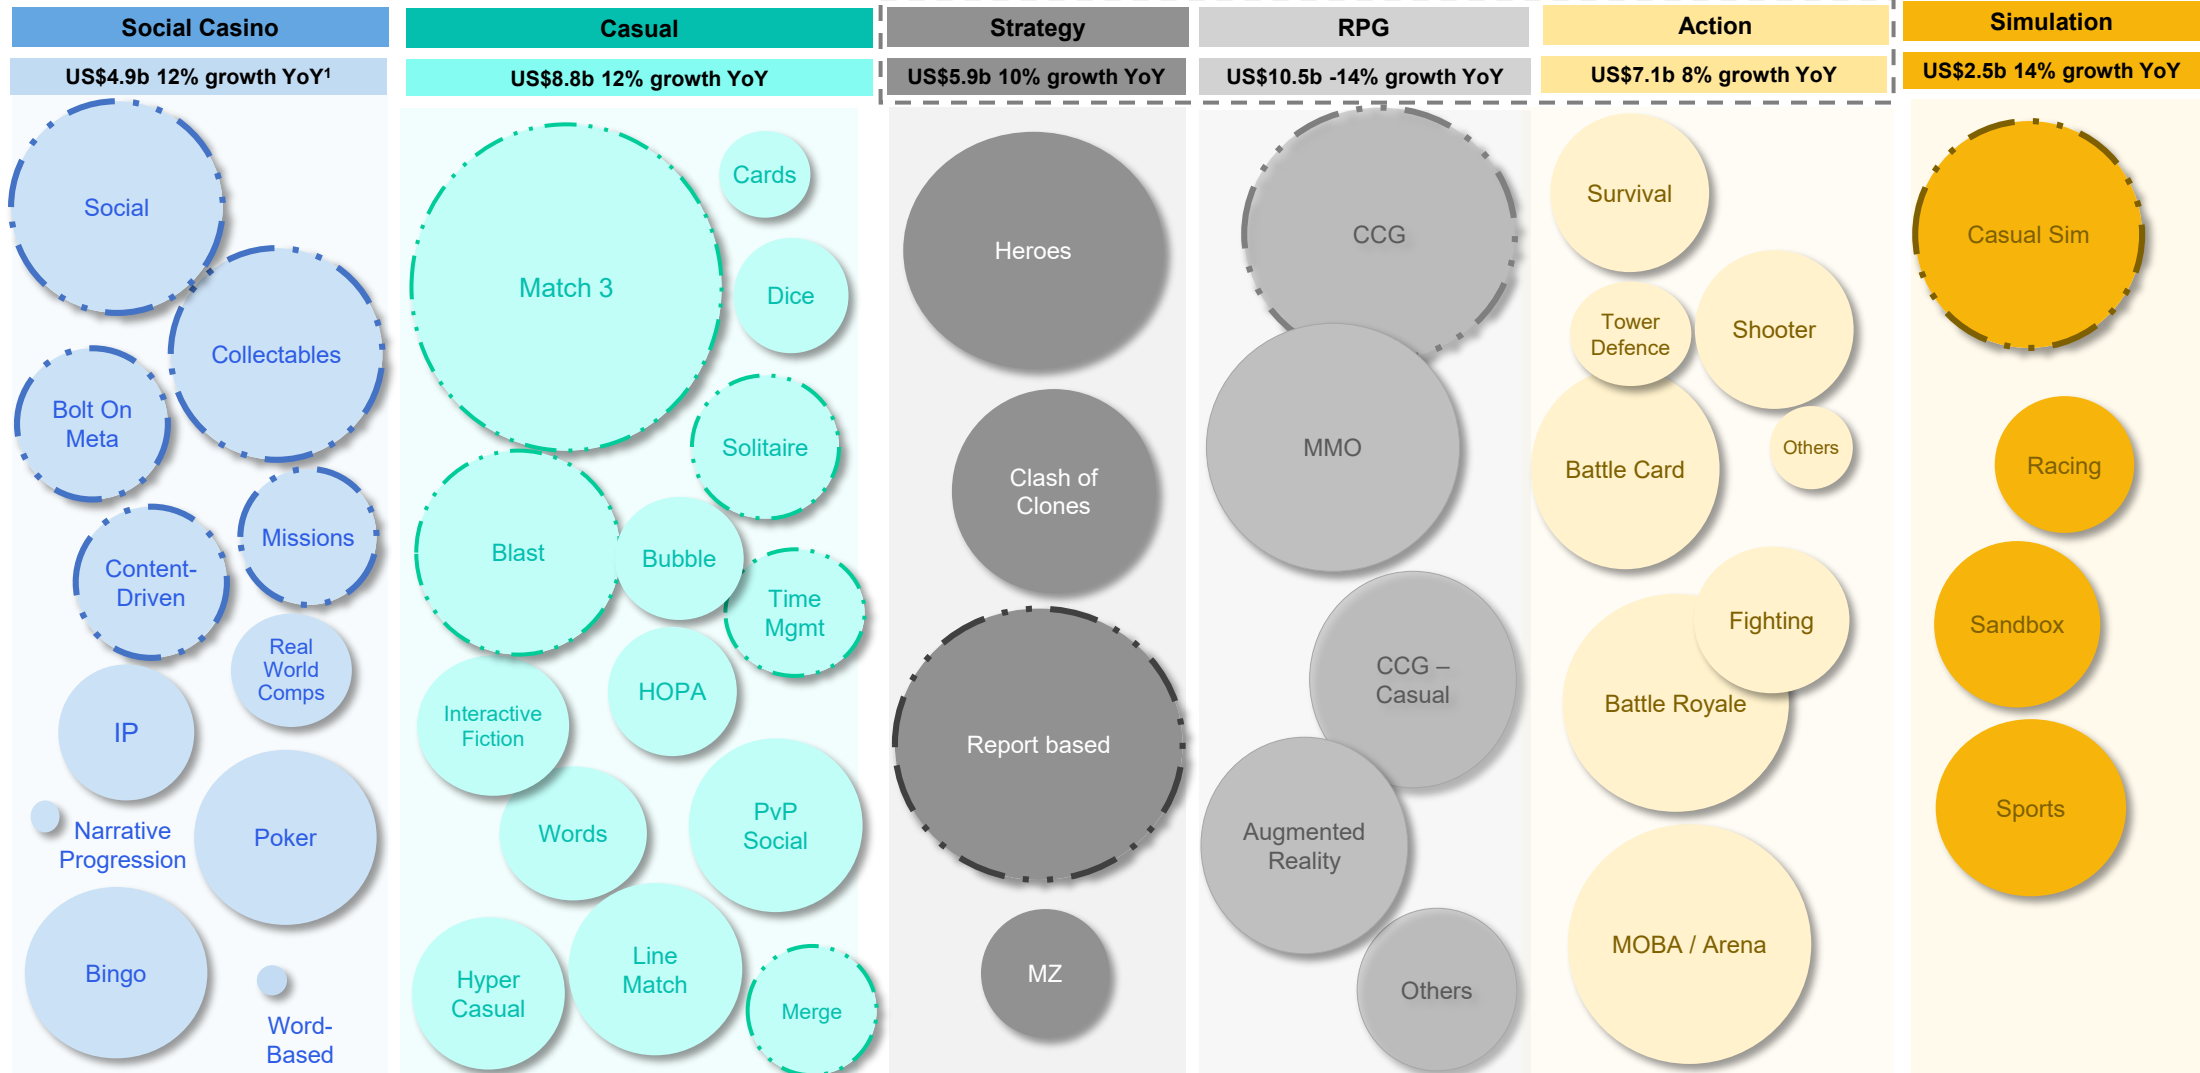 Social Casino
US$4.9b 12% growth YoY¹
Social
Collectables
Bolt On
Meta
Missions
Content-
Driven
Real
World
Comps
IP
Narrative
Progression
Poker
Bingo
Word-
Based
Casual
US$8.8b 12% growth YoY
Cards
Match 3
Dice
Solitaire
Blast
Bubble
Time
Mgmt
HOPA
Interactive
Fiction
Words
PvP
Social
Line
Match
Hyper
Casual
Merge
Strategy
US$5.9b 10% growth YoY
Heroes
Clash of
Clones
Report based
MZ
RPG
US$10.5b -14% growth YoY
CCG
MMO
CCG –
Casual
Augmented
Reality
Others
Action
US$7.1b 8% growth YoY
Survival
Tower
Defence
Shooter
Others
Battle Card
Fighting
Battle Royale
MOBA / Arena
Simulation
US$2.5b 14% growth YoY
Casual Sim
Racing
Sandbox
Sports